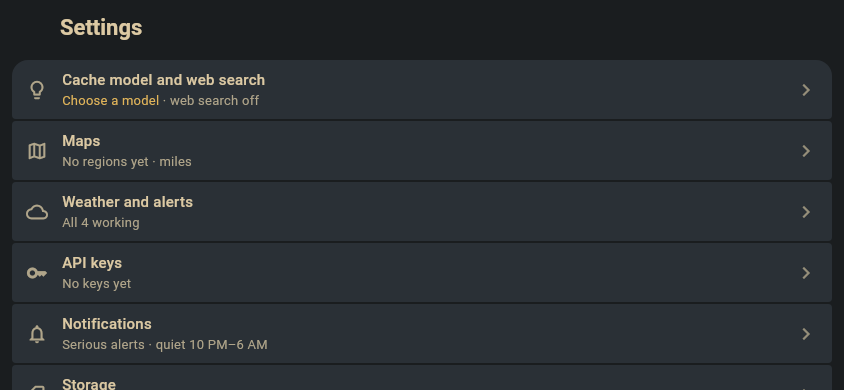 Settings
Cache model and web search
Choose a model · web search off
Maps
No regions yet · miles
Weather and alerts
All 4 working
API keys
No keys yet
Notifications
Serious alerts · quiet 10 PM–6 AM
Storage